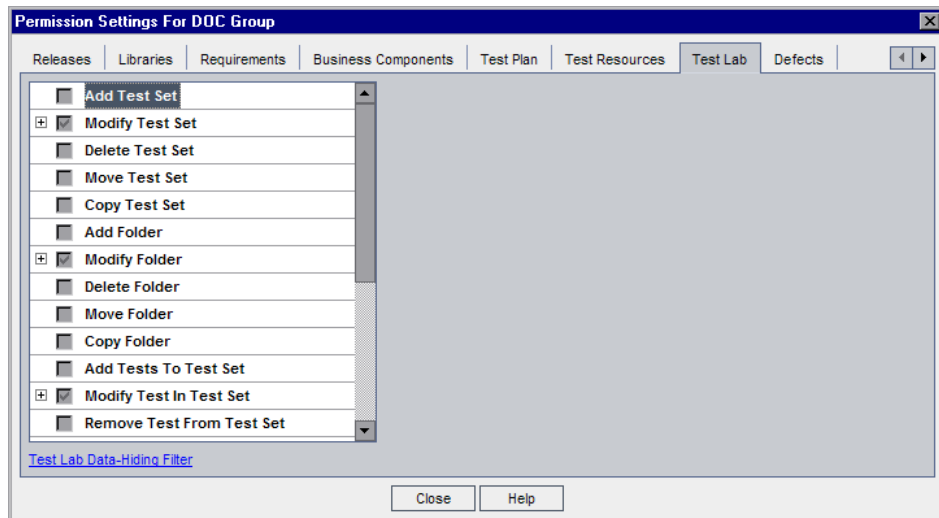 Permission Settings For DOC Group
Releases Libraries Requirements Business Components Test Plan Test Resources Test Lab Defects
Add Test Set
Modify Test Set
Delete Test Set
Move Test Set
Copy Test Set
Add Folder
Modify Folder
Delete Folder
Move Folder
Copy Folder
Add Tests To Test Set
Modify Test In Test Set
Remove Test From Test Set
Test Lab Data-Hiding Filter
Close Help